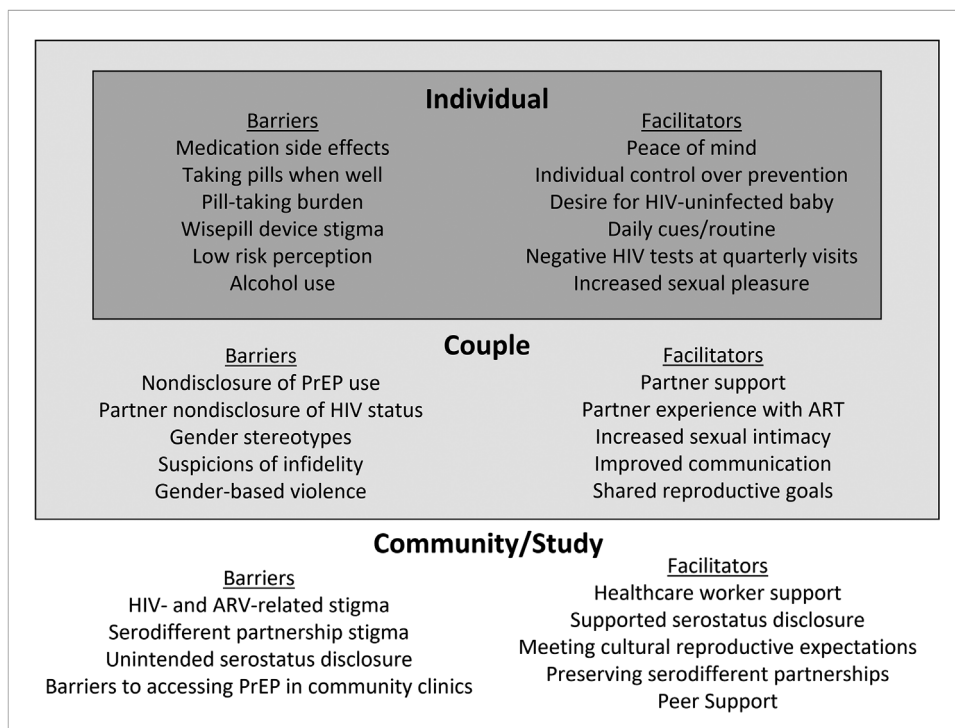 Individual
Barriers
Medication side effects
Taking pills when well
Pill-taking burden
Wisepill device stigma
Low risk perception
Alcohol use
Facilitators
Peace of mind
Individual control over prevention
Desire for HIV-uninfected baby
Daily cues/routine
Negative HIV tests at quarterly visits
Increased sexual pleasure
Couple
Barriers
Nondisclosure of PrEP use
Partner nondisclosure of HIV status
Gender stereotypes
Suspicions of infidelity
Gender-based violence
Facilitators
Partner support
Partner experience with ART
Increased sexual intimacy
Improved communication
Shared reproductive goals
Community/Study
Barriers
HIV- and ARV-related stigma
Serodifferent partnership stigma
Unintended serostatus disclosure
Barriers to accessing PrEP in community clinics
Facilitators
Healthcare worker support
Supported serostatus disclosure
Meeting cultural reproductive expectations
Preserving serodifferent partnerships
Peer Support